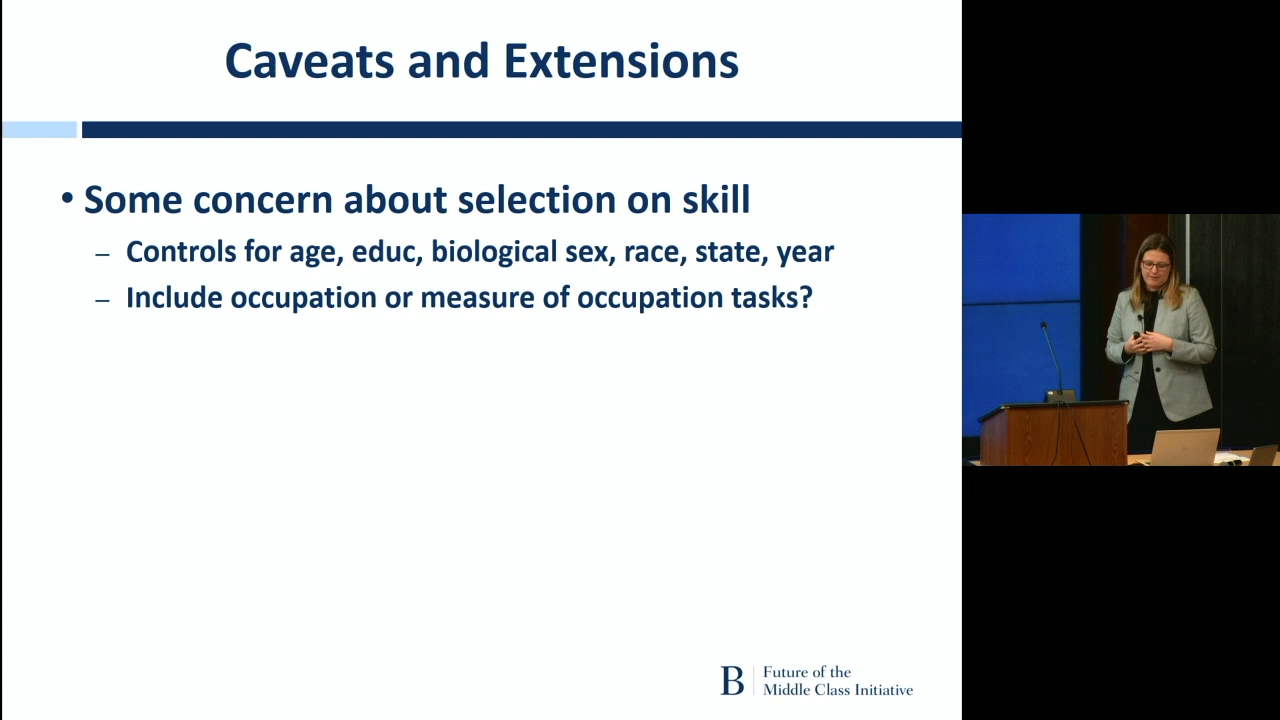 Caveats and Extensions
• Some concern about selection on skill
– Controls for age, educ, biological sex, race, state, year
– Include occupation or measure of occupation tasks?
B Future of the
Middle Class Initiative